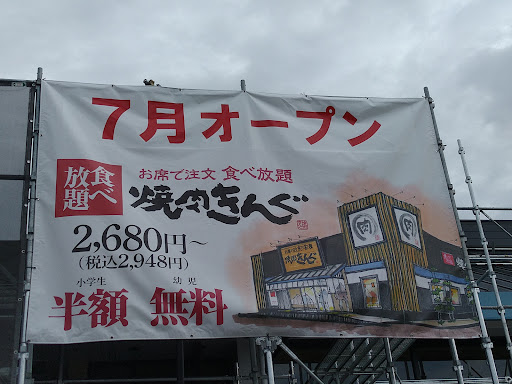 7月オープン
お席で注文 食べ放題
食べ
放題
焼肉きんぐ
2,680円~
(税込2,948円)
小学生 幼児
半額 無料
肉
肉
焼肉きんぐ